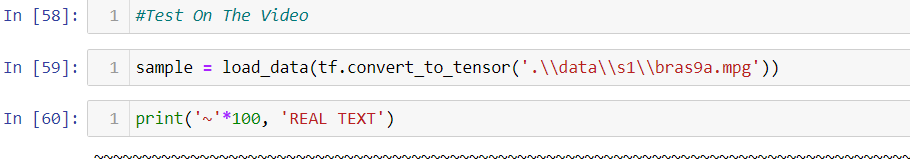 In [58]: 1 #Test On The Video
In [59]: 1 sample = load_data(tf.convert_to_tensor('.\\data\\s1\\bras9a.mpg'))
In [60]: 1 print('~'*100, 'REAL TEXT')
~~~~~~~~~~~~~~~~~~~~~~~~~~~~~~~~~~~~~~~~~~~~~~~~~~~~~~~~~~~~~~~~~~~~~~~~~~~~~~~~~~~~~